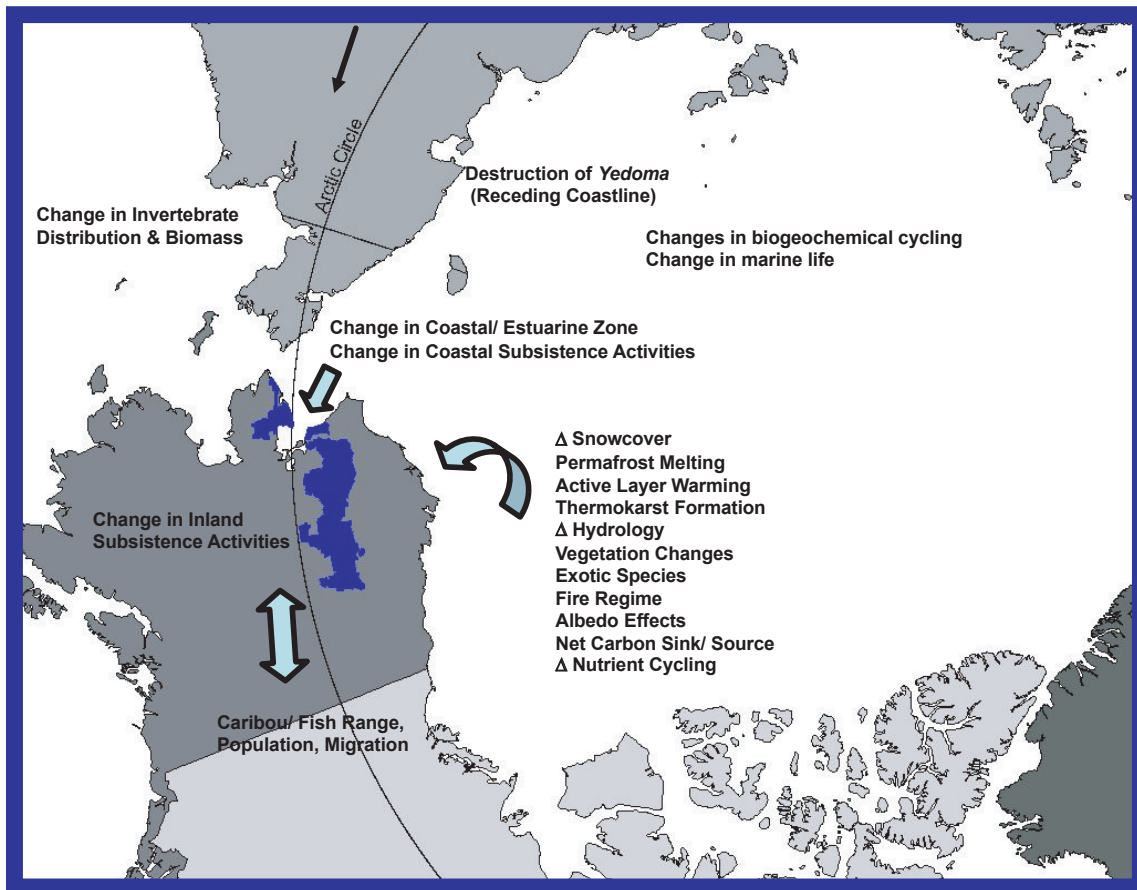 Arctic Circle
Destruction of Yedoma
(Receding Coastline)
Change in Invertebrate
Distribution & Biomass
Changes in biogeochemical cycling
Change in marine life
Change in Coastal/ Estuarine Zone
Change in Coastal Subsistence Activities
Δ Snowcover
Permafrost Melting
Active Layer Warming
Thermokarst Formation
Δ Hydrology
Vegetation Changes
Exotic Species
Fire Regime
Albedo Effects
Net Carbon Sink/ Source
Δ Nutrient Cycling
Change in Inland
Subsistence Activities
Caribou/ Fish Range,
Population, Migration